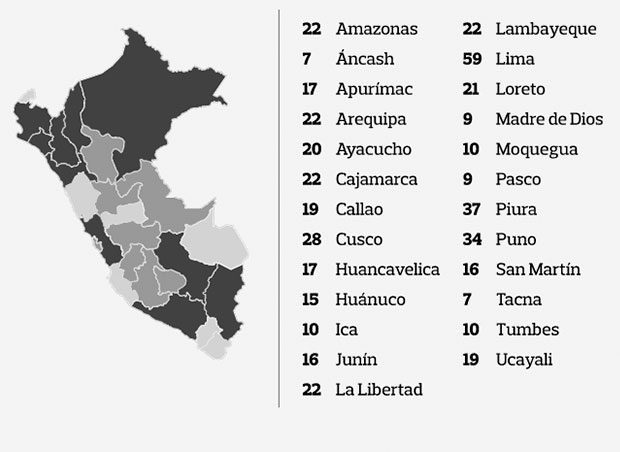 22 Amazonas
7 Áncash
17 Apurímac
22 Arequipa
20 Ayacucho
22 Cajamarca
19 Callao
28 Cusco
17 Huancavelica
15 Huánuco
10 Ica
16 Junín
22 La Libertad
22 Lambayeque
59 Lima
21 Loreto
9 Madre de Dios
10 Moquegua
9 Pasco
37 Piura
34 Puno
16 San Martín
7 Tacna
10 Tumbes
19 Ucayali